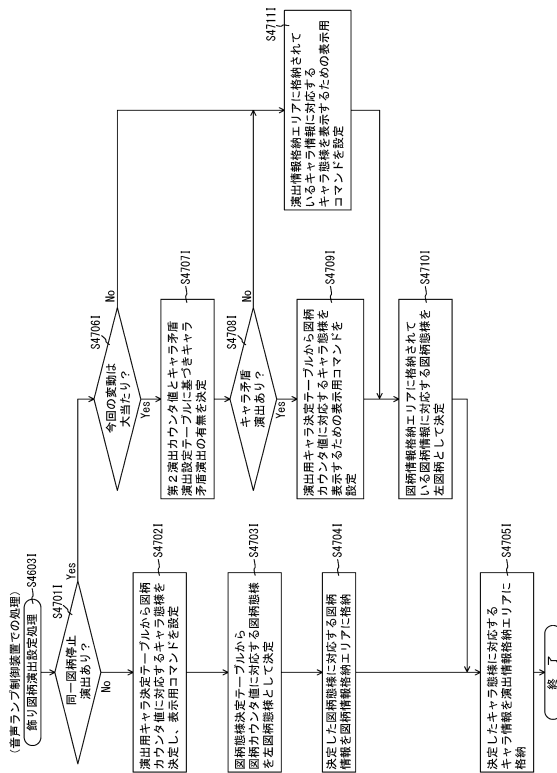 (音声ランプ制御装置での処理)
飾り図柄演出設定処理
S4603I
同一図柄停止
演出あり？
S4701I
Yes
No
演出用キャラ決定テーブルから図柄
カウンタ値に対応するキャラ態様を
決定し、表示用コマンドを設定
S4702I
図柄態様決定テーブルから
図柄カウンタ値に対応する図柄態様
を左図柄態様として決定
S4703I
決定した図柄態様に対応する図柄
情報を図柄情報格納エリアに格納
S4704I
決定したキャラ態様に対応する
キャラ情報を演出情報格納エリアに
格納
S4705I
終 了
今回の変動は
大当たり？
S4706I
No
Yes
第２演出カウンタ値とキャラ矛盾
演出設定テーブルに基づきキャラ
矛盾演出の有無を決定
S4707I
キャラ矛盾
演出あり？
S4708I
No
Yes
演出用キャラ決定テーブルから図柄
カウンタ値に対応するキャラ態様を
表示するための表示用コマンドを
設定
S4709I
図柄情報格納エリアに格納されて
いる図柄情報に対応する図柄態様を
左図柄として決定
S4710I
演出情報格納エリアに格納されて
いるキャラ情報に対応する
キャラ態様を表示するための表示用
コマンドを設定
S4711I